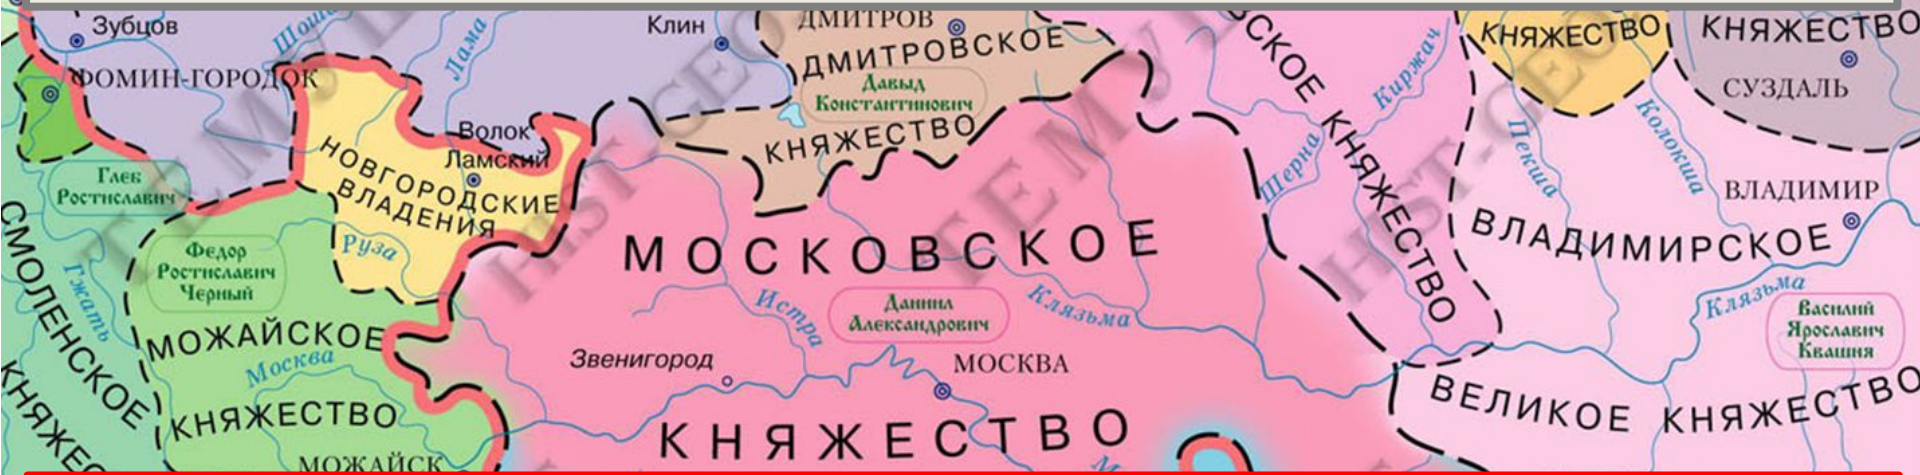 Зубцов
Шоша
Лама
Клин
ДМИТРОВ
ДМИТРОВСКОЕ
КНЯЖЕСТВО
Давыд
Константинович
ФОМИН-ГОРОДОК
Волок
Ламский
НОВГОРОДСКИЕ
ВЛАДЕНИЯ
Руза
Глеб
Ростиславич
Федор
Ростиславич
Черный
СМОЛЕНСКОЕ
Гжать
МОЖАЙСКОЕ
Москва
КНЯЖЕСТВО
МОЖАЙСК
МОСКОВСКОЕ
КНЯЖЕСТВО
Истра
Даниил
Александрович
Клязьма
Звенигород
МОСКВА
КНЯЖЕСТВО
Киржач
Шерна
КНЯЖЕСТВО
Пекша
Колокша
КНЯЖЕСТВО
СУЗДАЛЬ
ВЛАДИМИР
ВЛАДИМИРСКОЕ
Клязьма
Василий
Ярославич
Квашня
ВЕЛИКОЕ КНЯЖЕСТВО